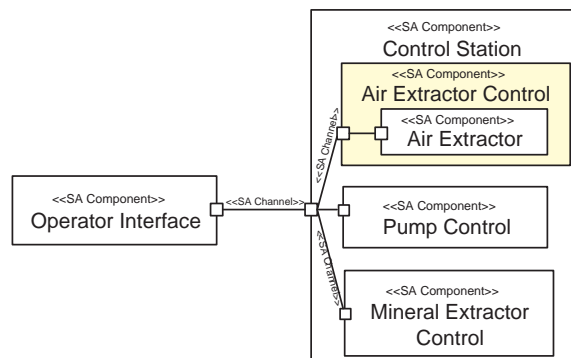 <<SA Component>>
Control Station
<<SA Component>>
Air Extractor Control
<<SA Component>>
Air Extractor
<<SA Channel>>
<<SA Component>>
Operator Interface
<<SA Channel>>
<<SA Component>>
Pump Control
<<SA Channel>>
<<SA Component>>
Mineral Extractor
Control